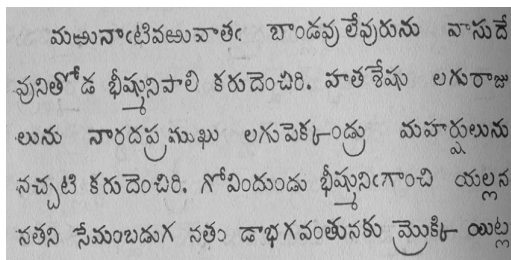 మఱునాఁటివఱువాతఁ బాండవు లేవురును వాసుదే
వునితోడ భీష్మునిపాలి కరుదెంచిరి. హతశేషు లగురాజు
లును నారదప్రముఖు లగుపెక్కండ్రు మహర్షులును
నచ్చటి కరుదెంచిరి. గోవిందుండు భీష్మునిఁగాంచి యల్లన
నతని సేమంబడుగ నతం డాభగవంతునకు మ్రొక్కి యిట్ల